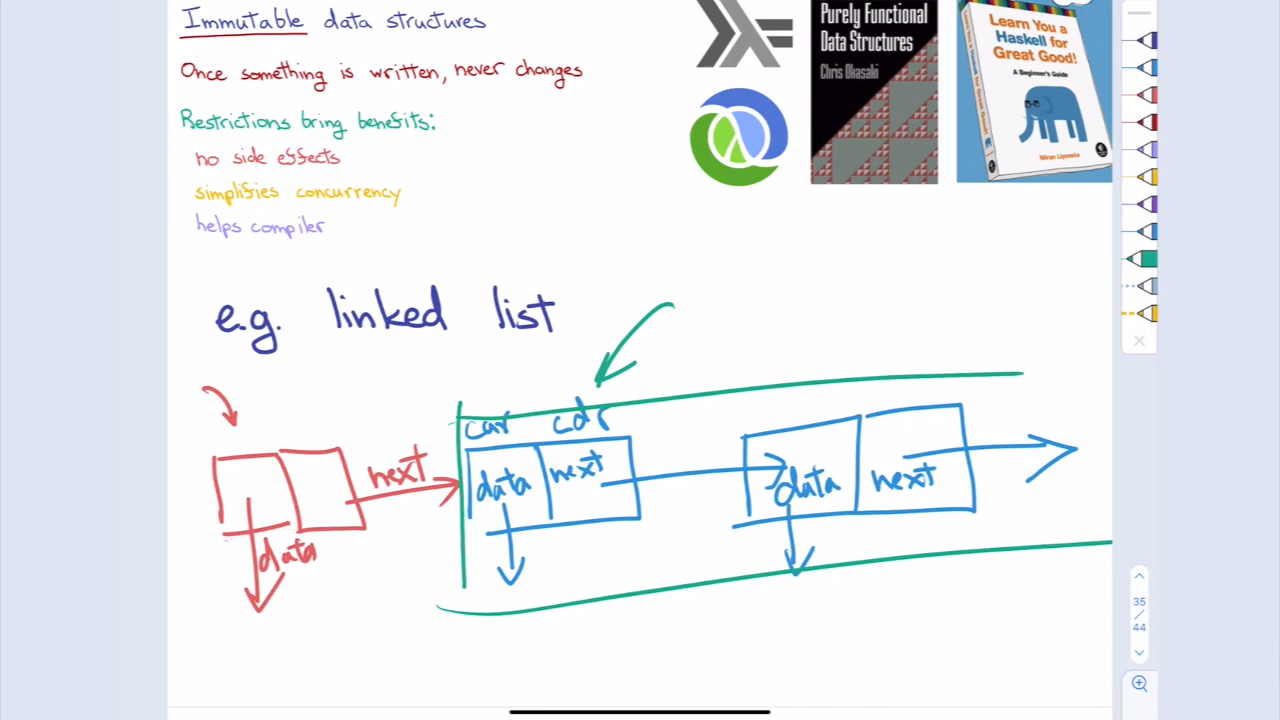 Immutable data structures
Once something is written, never changes
Restrictions bring benefits:
no side effects
simplifies concurrency
helps compiler
Purely Functional
Data Structures
Chris Okasaki
Learn You a
Haskell for
Great Good!
A Beginner's Guide
Miran Lipovača
e.g. linked list
car cdr
next
data next
data next
data
35
/
44